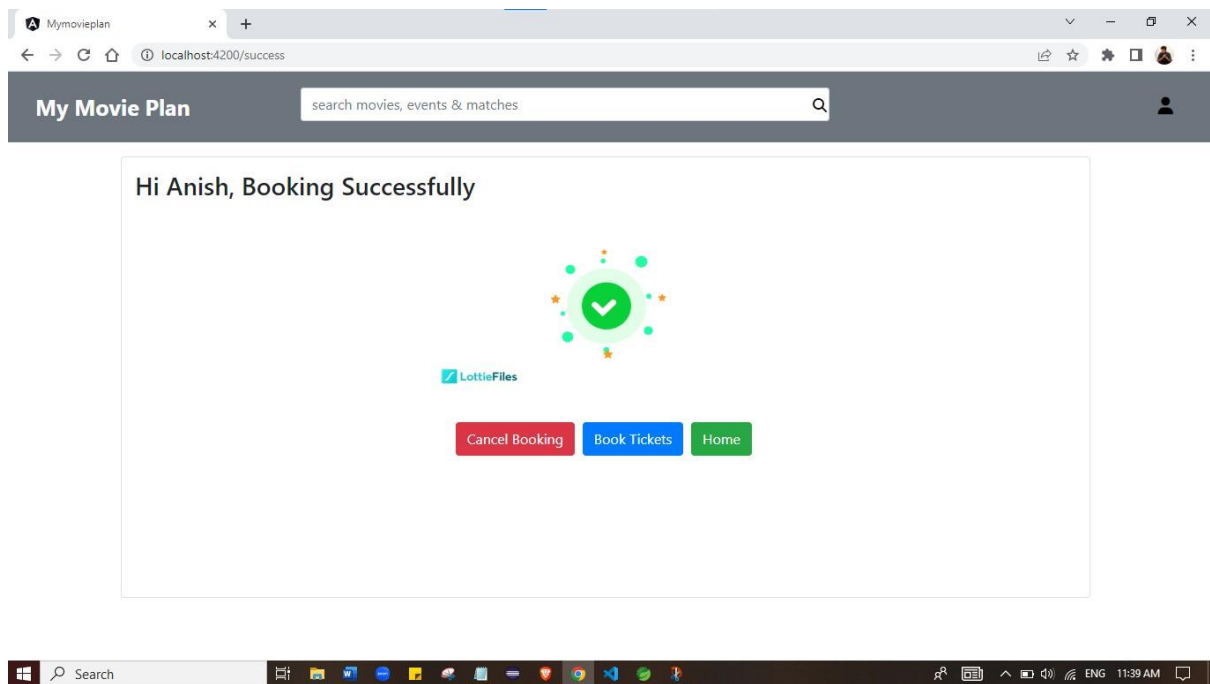 Mymovieplan
localhost:4200/success
My Movie Plan
search movies, events & matches
Hi Anish, Booking Successfully
LottieFiles
Cancel Booking Book Tickets Home
Search
ENG 11:39 AM